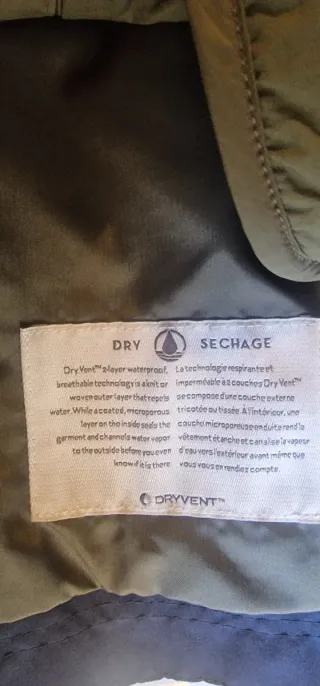 DRY SECHAGE
DryVent™ 2-layer waterproof,
breathable technology is a knit or
woven outer layer that repels
water. While a coated, microporous
layer on the inside seals the
garment and channels water vapor
to the outside before you even
know if it is there
La technologie respirante et
imperméable à 2 couches DryVent™
se compose d'une couche externe
tricotée ou tissée. À l'intérieur, une
couche microporeuse enduite rend le
vêtement étanche et canalise la vapeur
d'eau vers l'extérieur avant même que
vous vous en rendiez compte.
DRYVENT™